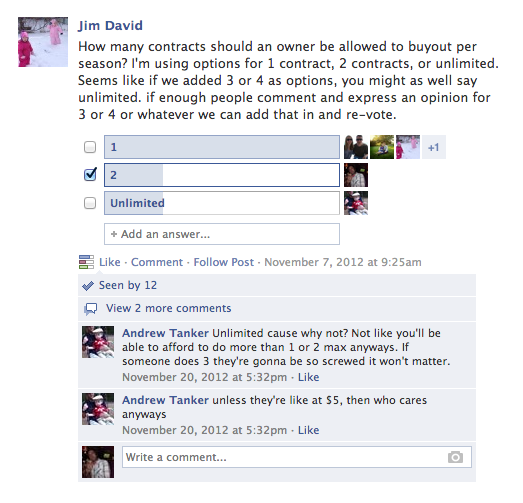 Jim David
How many contracts should an owner be allowed to buyout per
season? I'm using options for 1 contract, 2 contracts, or unlimited.
Seems like if we added 3 or 4 as options, you might as well say
unlimited. if enough people comment and express an opinion for
3 or 4 or whatever we can add that in and re-vote.
1 +1
2
Unlimited
+ Add an answer...
Like · Comment · Follow Post · November 7, 2012 at 9:25am
Seen by 12
View 2 more comments
Andrew Tanker Unlimited cause why not? Not like you'll be
able to afford to do more than 1 or 2 max anyways. If
someone does 3 they're gonna be so screwed it won't matter.
November 20, 2012 at 5:32pm · Like
Andrew Tanker unless they're like at $5, then who cares
anyways
November 20, 2012 at 5:32pm · Like
Write a comment...